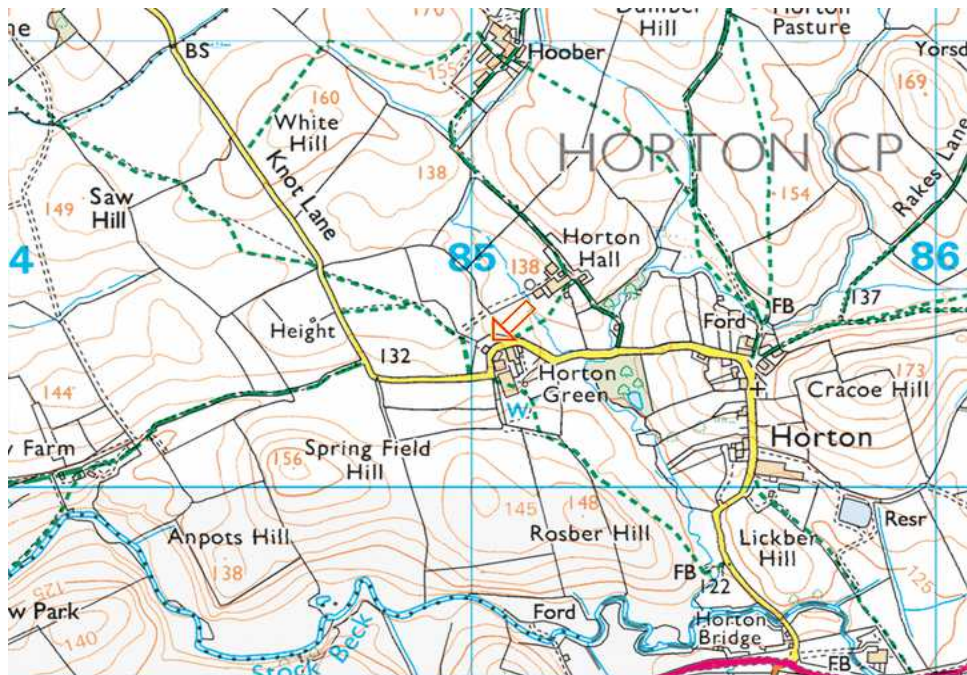 170
Hill
Horton
Pasture
BS
Hoober
Yorsd
155
169
160
White
Hill
HORTON CP
138
Knot Lane
154
Rakes Lane
149
Saw
Hill
Horton
Hall
4
85
138
86
FB
137
Ford
Height
132
173
144
Horton
Green
Cracoe Hill
W
y Farm
Spring Field
Hill
156
Horton
145
148
Anpots Hill
Rosber Hill
Lickber
Hill
Resr
138
FB
122
125
125
w Park
140
Ford
Horton
Bridge
Stock Beck
FB